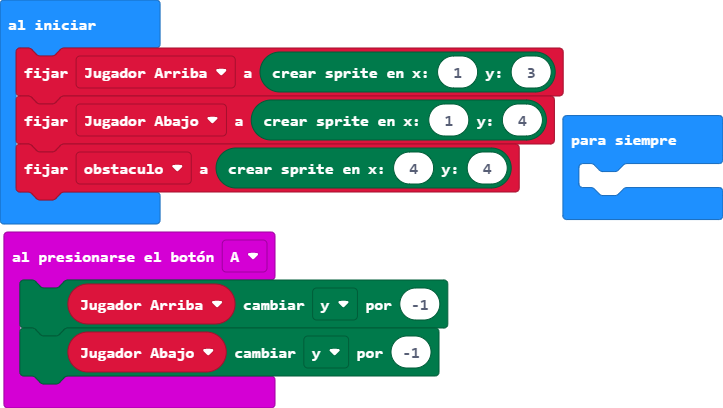 al iniciar
fijar Jugador Arriba a crear sprite en x: 1 y: 3
fijar Jugador Abajo a crear sprite en x: 1 y: 4
fijar obstaculo a crear sprite en x: 4 y: 4
para siempre
al presionarse el botón A
Jugador Arriba cambiar y por -1
Jugador Abajo cambiar y por -1